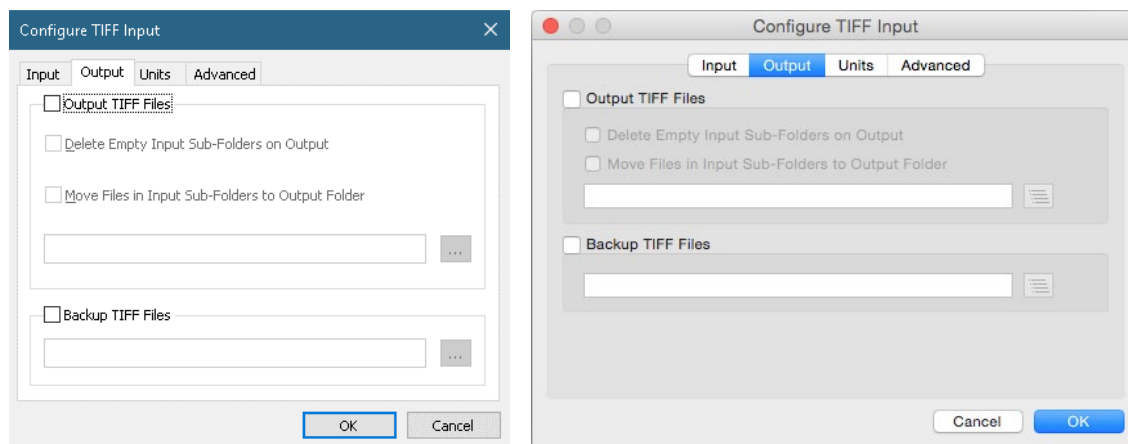 Configure TIFF Input
Input Output Units Advanced
Output TIFF Files
Delete Empty Input Sub-Folders on Output
Move Files in Input Sub-Folders to Output Folder
...
Backup TIFF Files
...
OK Cancel
Configure TIFF Input
Input Output Units Advanced
Output TIFF Files
Delete Empty Input Sub-Folders on Output
Move Files in Input Sub-Folders to Output Folder
Backup TIFF Files
Cancel OK